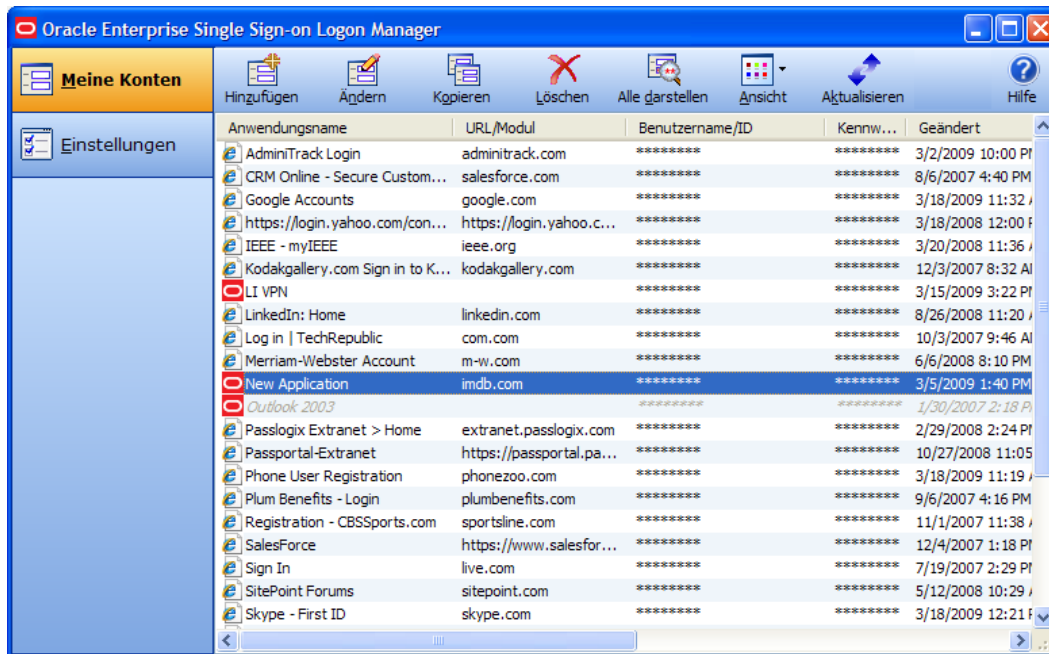 Oracle Enterprise Single Sign-on Logon Manager
Meine Konten
Einstellungen
Hinzufügen Ändern Kopieren Löschen Alle darstellen Ansicht Aktualisieren Hilfe
Anwendungsname URL/Modul Benutzername/ID Kennw... Geändert
AdminiTrack Login adminitrack.com ******** ******** 3/2/2009 10:00
CRM Online - Secure Custom... salesforce.com ******** ******** 8/6/2007 4:40 PM
Google Accounts google.com ******** ******** 3/18/2009 11:32
https://login.yahoo.com/con... https://login.yahoo.c... ******** ******** 3/18/2008 12:00
IEEE - myIEEE ieee.org ******** ******** 3/20/2008 11:36
Kodakgallery.com Sign in to K... kodakgallery.com ******** ******** 12/3/2007 8:32
LI VPN ******** ******** 3/15/2009 3:22
LinkedIn: Home linkedin.com ******** ******** 8/26/2008 11:20
Log in | TechRepublic com.com ******** ******** 10/3/2007 9:46
Merriam-Webster Account m-w.com ******** ******** 6/6/2008 8:10 PM
New Application imdb.com ******** ******** 3/5/2009 1:40 PM
Outlook 2003 ******** ******** 1/30/2007 2:18
Passlogix Extranet > Home extranet.passlogix.com ******** ******** 2/29/2008 2:24
Passportal-Extranet https://passportal.pa... ******** ******** 10/27/2008 11:05
Phone User Registration phonezoo.com ******** ******** 3/18/2009 11:19
Plum Benefits - Login plumbenefits.com ******** ******** 9/6/2007 4:16 PM
Registration - CBSSports.com sportsline.com ******** ******** 11/1/2007 11:38
SalesForce https://www.salesfor... ******** ******** 12/4/2007 1:18
Sign In live.com ******** ******** 7/19/2007 2:29
SitePoint Forums sitepoint.com ******** ******** 5/12/2008 10:29
Skype - First ID skype.com ******** ******** 3/18/2009 12:21